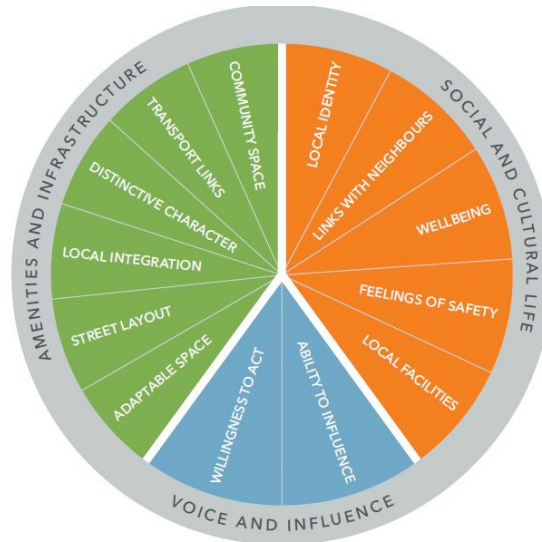 AMENITIES AND INFRASTRUCTURE
COMMUNITY SPACE
TRANSPORT LINKS
DISTINCTIVE CHARACTER
LOCAL INTEGRATION
STREET LAYOUT
ADAPTABLE SPACE
SOCIAL AND CULTURAL LIFE
LOCAL IDENTITY
LINKS WITH NEIGHBOURS
WELLBEING
FEELINGS OF SAFETY
LOCAL FACILITIES
WILLINGNESS TO ACT
ABILITY TO INFLUENCE
VOICE AND INFLUENCE